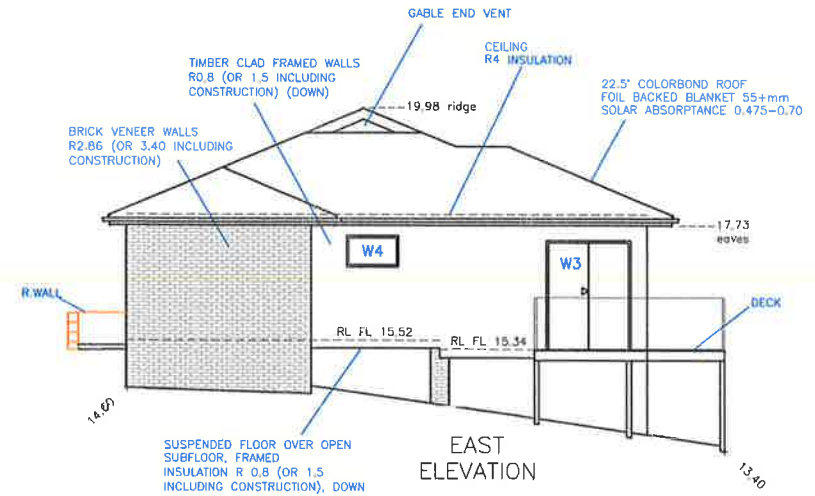 GABLE END VENT
TIMBER CLAD FRAMED WALLS
R0.8 (OR 1.5 INCLUDING
CONSTRUCTION) (DOWN)
CEILING
R4 INSULATION
22.5° COLORBOND ROOF
FOIL BACKED BLANKET 55+mm
SOLAR ABSORPTANCE 0.475-0.70
19.98 ridge
BRICK VENEER WALLS
R2.86 (OR 3.40 INCLUDING
CONSTRUCTION)
17.73
eaves
W4
W3
R.WALL
DECK
RL FL 15.52
RL FL 15.34
14.60
SUSPENDED FLOOR OVER OPEN
SUBFLOOR, FRAMED
INSULATION R 0.8 (OR 1.5
INCLUDING CONSTRUCTION), DOWN
EAST
ELEVATION
13.40